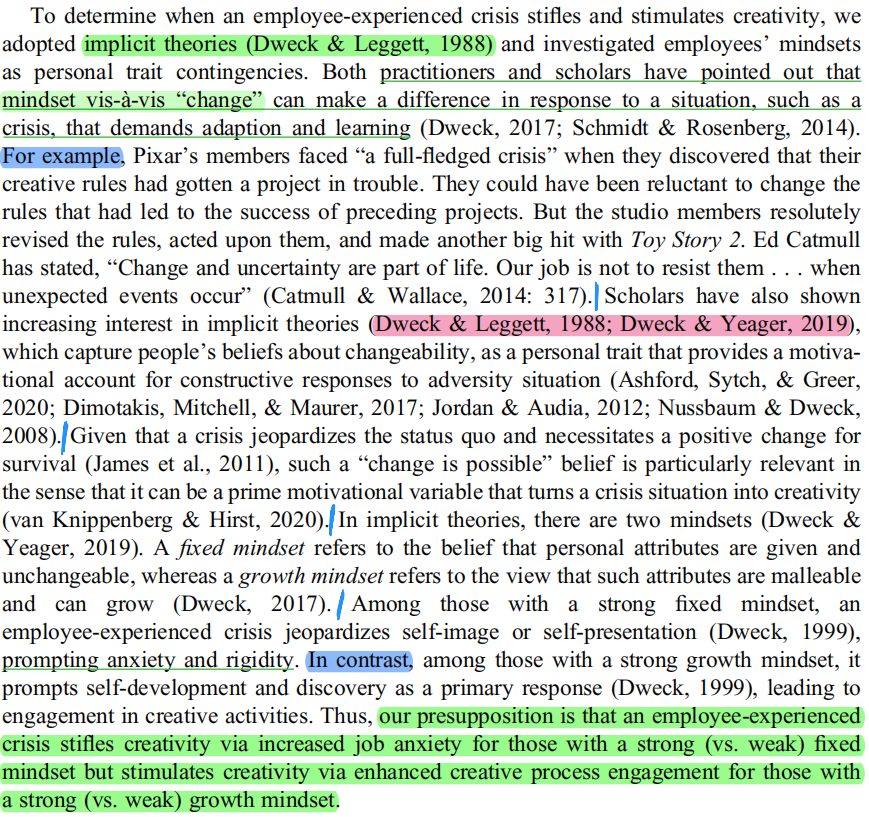 To determine when an employee-experienced crisis stifles and stimulates creativity, we
adopted implicit theories (Dweck & Leggett, 1988) and investigated employees’ mindsets
as personal trait contingencies. Both practitioners and scholars have pointed out that
mindset vis-à-vis “change” can make a difference in response to a situation, such as a
crisis, that demands adaption and learning (Dweck, 2017; Schmidt & Rosenberg, 2014).
For example, Pixar’s members faced “a full-fledged crisis” when they discovered that their
creative rules had gotten a project in trouble. They could have been reluctant to change the
rules that had led to the success of preceding projects. But the studio members resolutely
revised the rules, acted upon them, and made another big hit with Toy Story 2. Ed Catmull
has stated, “Change and uncertainty are part of life. Our job is not to resist them . . . when
unexpected events occur” (Catmull & Wallace, 2014: 317). Scholars have also shown
increasing interest in implicit theories (Dweck & Leggett, 1988; Dweck & Yeager, 2019),
which capture people’s beliefs about changeability, as a personal trait that provides a motiva-
tional account for constructive responses to adversity situation (Ashford, Sytch, & Greer,
2020; Dimotakis, Mitchell, & Maurer, 2017; Jordan & Audia, 2012; Nussbaum & Dweck,
2008). Given that a crisis jeopardizes the status quo and necessitates a positive change for
survival (James et al., 2011), such a “change is possible” belief is particularly relevant in
the sense that it can be a prime motivational variable that turns a crisis situation into creativity
(van Knippenberg & Hirst, 2020). In implicit theories, there are two mindsets (Dweck &
Yeager, 2019). A fixed mindset refers to the belief that personal attributes are given and
unchangeable, whereas a growth mindset refers to the view that such attributes are malleable
and can grow (Dweck, 2017). Among those with a strong fixed mindset, an
employee-experienced crisis jeopardizes self-image or self-presentation (Dweck, 1999),
prompting anxiety and rigidity. In contrast, among those with a strong growth mindset, it
prompts self-development and discovery as a primary response (Dweck, 1999), leading to
engagement in creative activities. Thus, our presupposition is that an employee-experienced
crisis stifles creativity via increased job anxiety for those with a strong (vs. weak) fixed
mindset but stimulates creativity via enhanced creative process engagement for those with
a strong (vs. weak) growth mindset.